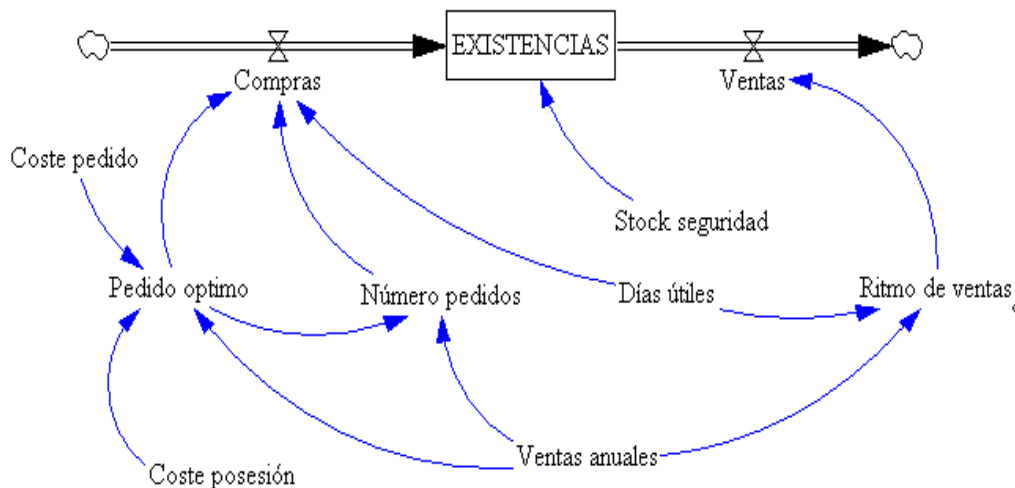 EXISTENCIAS
Compras
Ventas
Coste pedido
Stock seguridad
Pedido optimo
Número pedidos
Días útiles
Ritmo de ventas
Ventas anuales
Coste posesión